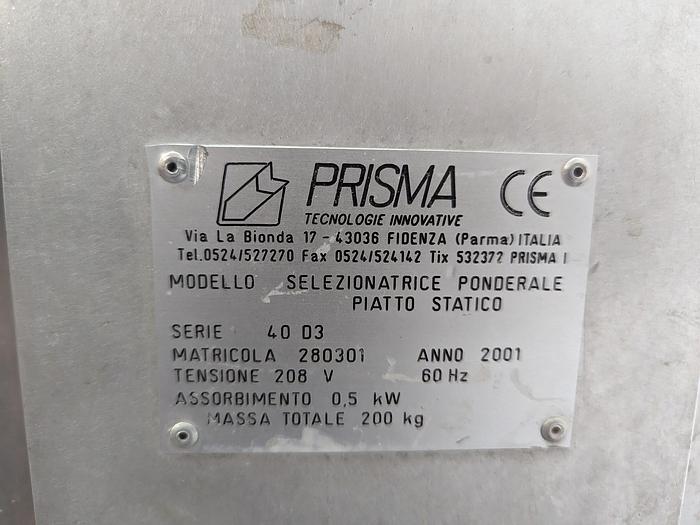 PRISMA CE
TECNOLOGIE INNOVATIVE
Via La Bionda 17 - 43036 FIDENZA (Parma) ITALIA
Tel.0524/527270 Fax 0524/524142 Tlx 532372 PRISMA I
MODELLO SELEZIONATRICE PONDERALE
PIATTO STATICO
SERIE 40 D3
MATRICOLA 280301 ANNO 2001
TENSIONE 208 V 60 Hz
ASSORBIMENTO 0,5 kW
MASSA TOTALE 200 kg